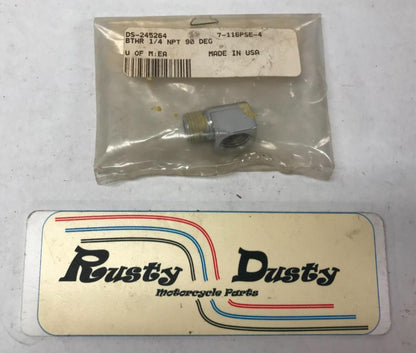 DS-245264 7-116PSE-4
BTHR 1/4 NPT 90 DEG
U OF M:EA MADE IN USA
Rusty Dusty
Motorcycle Parts